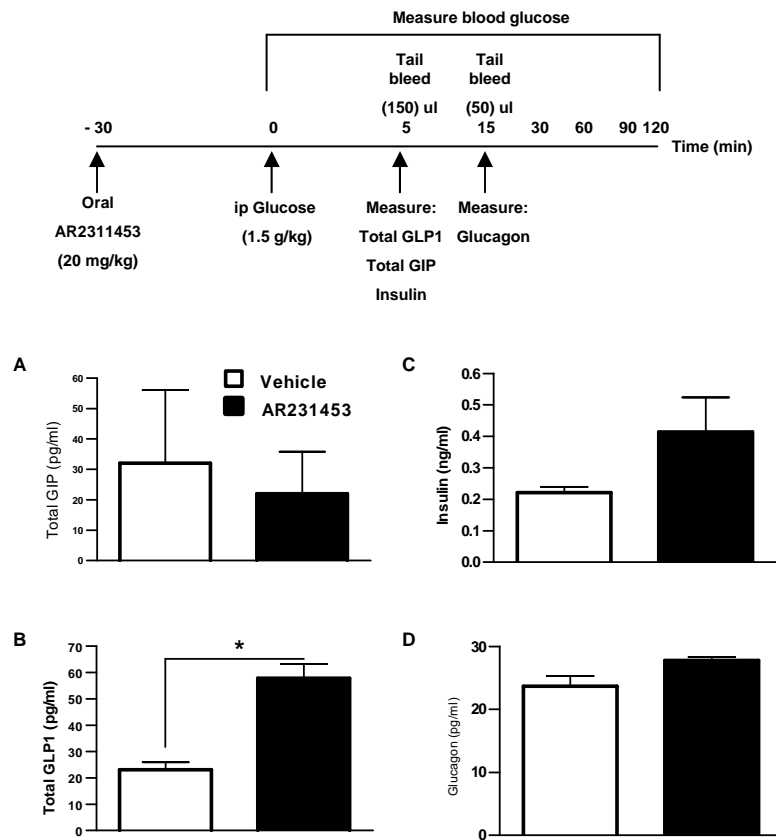 Measure blood glucose
Tail bleed (150) ul
Tail bleed (50) ul
- 30 0 5 15 30 60 90 120
Time (min)
Oral
AR2311453
(20 mg/kg)
ip Glucose
(1.5 g/kg)
Measure:
Total GLP1
Total GIP
Insulin
Measure:
Glucagon
A
Total GIP (pg/ml)
60
50
40
30
20
10
0
Vehicle
AR231453
C
Insulin (ng/ml)
0.6
0.5
0.4
0.3
0.2
0.1
0.0
B
Total GLP1 (pg/ml)
70
60
50
40
30
20
10
0
*
D
Glucagon (pg/ml)
30
20
10
0